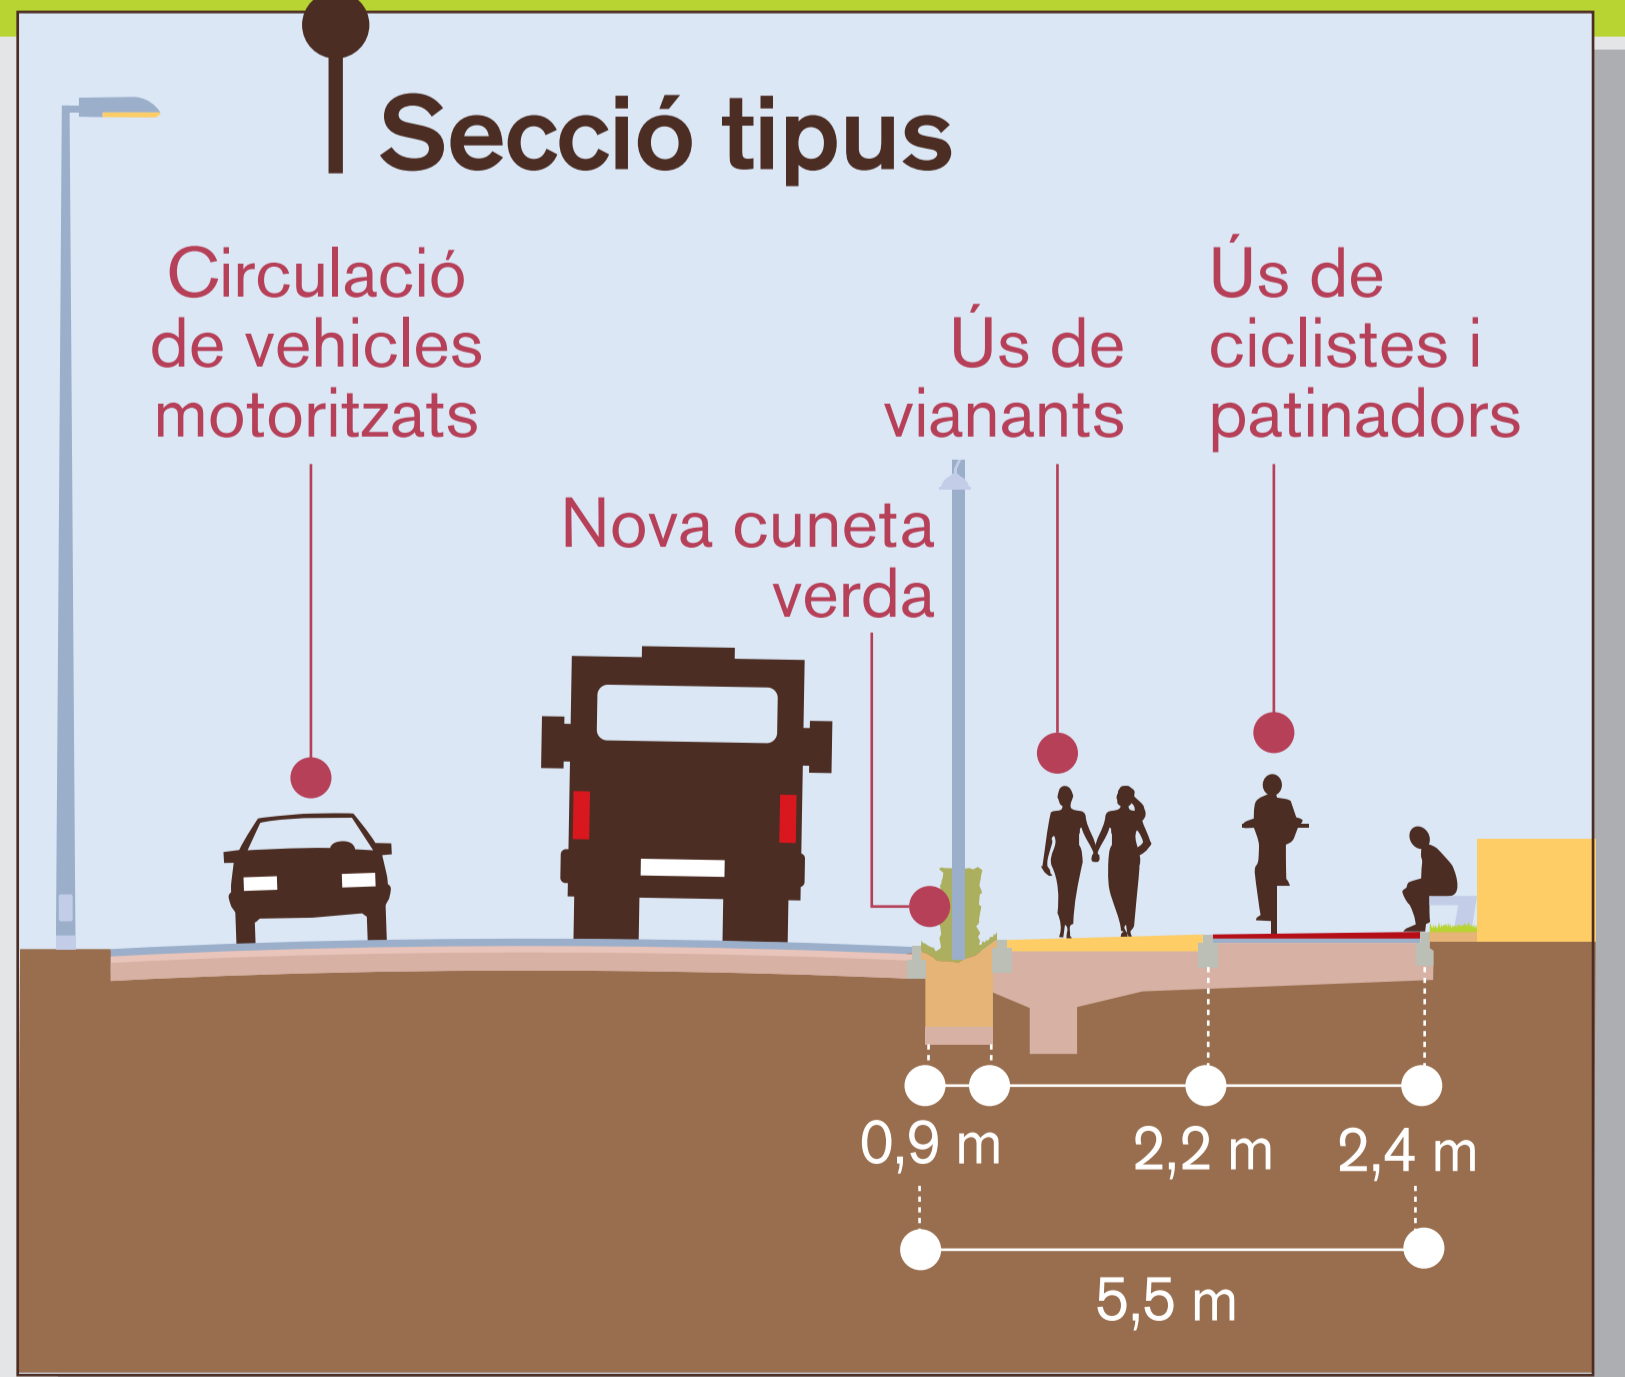 Secció tipus
Circulació
de vehicles
motoritzats
Nova cuneta
verda
Ús de
vianants
Ús de
ciclistes i
patinadors
0,9 m
2,2 m
2,4 m
5,5 m